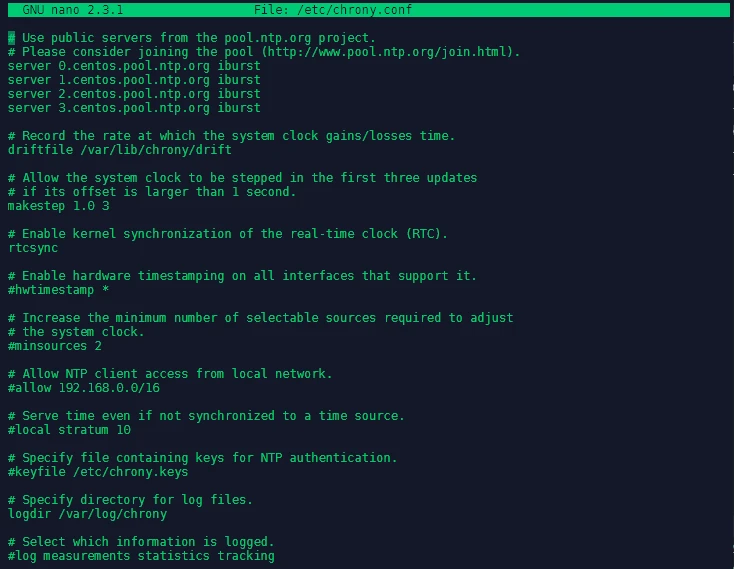 GNU nano 2.3.1 File: /etc/chrony.conf
# Use public servers from the pool.ntp.org project.
# Please consider joining the pool (http://www.pool.ntp.org/join.html).
server 0.centos.pool.ntp.org iburst
server 1.centos.pool.ntp.org iburst
server 2.centos.pool.ntp.org iburst
server 3.centos.pool.ntp.org iburst
# Record the rate at which the system clock gains/losses time.
driftfile /var/lib/chrony/drift
# Allow the system clock to be stepped in the first three updates
# if its offset is larger than 1 second.
makestep 1.0 3
# Enable kernel synchronization of the real-time clock (RTC).
rtcsync
# Enable hardware timestamping on all interfaces that support it.
#hwtimestamp *
# Increase the minimum number of selectable sources required to adjust
# the system clock.
#minsources 2
# Allow NTP client access from local network.
#allow 192.168.0.0/16
# Serve time even if not synchronized to a time source.
#local stratum 10
# Specify file containing keys for NTP authentication.
#keyfile /etc/chrony.keys
# Specify directory for log files.
logdir /var/log/chrony
# Select which information is logged.
#log measurements statistics tracking